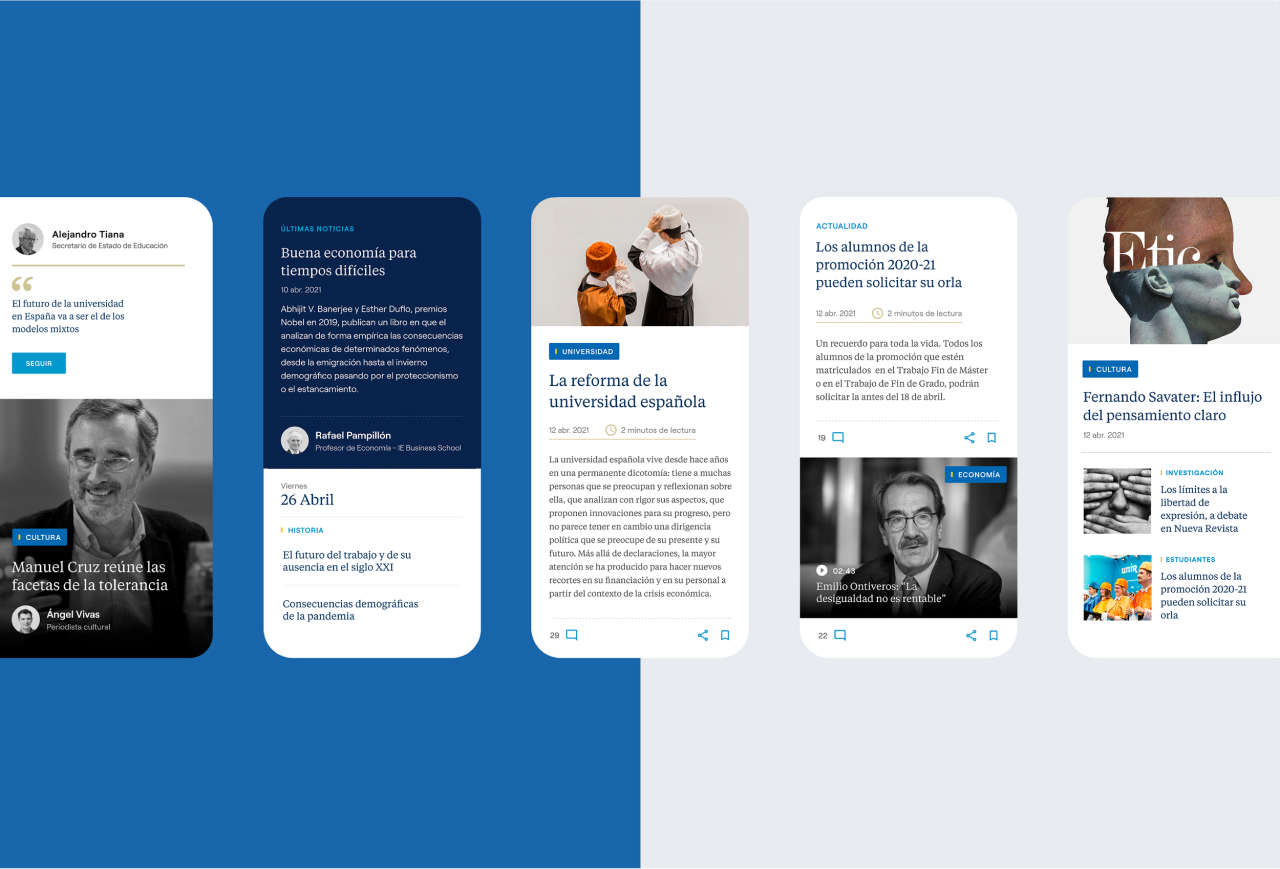 Alejandro Tiana
Secretario de Estado de Educación
“
El futuro de la universidad
en España va a ser el de los
modelos mixtos
SEGUIR
CULTURA
Manuel Cruz reúne las
facetas de la tolerancia
Ángel Vivas
Periodista cultural
ÚLTIMAS NOTICIAS
Buena economía para
tiempos difíciles
10 abr. 2021
Abhijit V. Banerjee y Esther Duflo, premios
Nobel en 2019, publican un libro en que el
analizan de forma empírica las consecuencias
económicas de determinados fenómenos,
desde la emigración hasta el invierno
demográfico pasando por el proteccionismo
o el estancamiento.
Rafael Pampillón
Profesor de Economía – IE Business School
Viernes
26 Abril
HISTORIA
El futuro del trabajo y de su
ausencia en el siglo XXI
Consecuencias demográficas
de la pandemia
UNIVERSIDAD
La reforma de la
universidad española
12 abr. 2021
2 minutos de lectura
La universidad española vive desde hace años
en una permanente dicotomía: tiene a muchas
personas que se preocupan y reflexionan sobre
ella, que analizan con rigor sus aspectos, que
proponen innovaciones para su progreso, pero
no parece tener en cambio una dirigencia
política que se preocupe de su presente y su
futuro. Más allá de declaraciones, la mayor
atención se ha producido para hacer nuevos
recortes en su financiación y en su personal a
partir del contexto de la crisis económica.
29
ACTUALIDAD
Los alumnos de la
promoción 2020-21
pueden solicitar su orla
12 abr. 2021
2 minutos de lectura
Un recuerdo para toda la vida. Todos los
alumnos de la promoción que estén
matriculados en el Trabajo Fin de Máster
o en el Trabajo de Fin de Grado, podrán
solicitar la antes del 18 de abril.
19
ECONOMÍA
02:43
Emilio Ontiveros: “La
desigualdad no es rentable”
22
Etic
CULTURA
Fernando Savater: El influjo
del pensamiento claro
12 abr. 2021
INVESTIGACIÓN
Los límites a la
libertad de
expresión, a debate
en Nueva Revista
unir
ESTUDIANTES
Los alumnos de la
promoción 2020-21
pueden solicitar su
orla